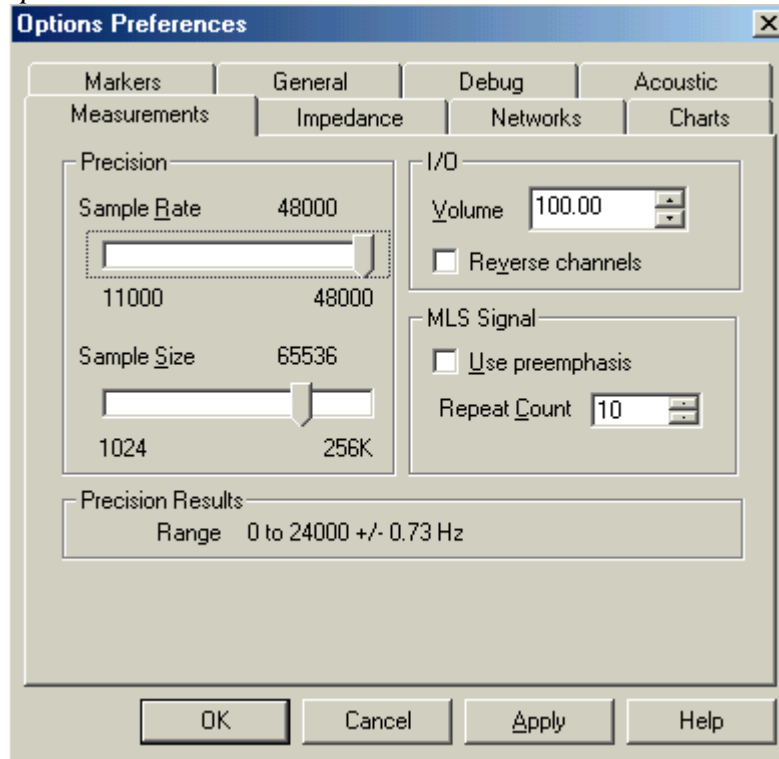 Options Preferences
Markers General Debug Acoustic
Measurements Impedance Networks Charts
Precision
Sample Rate 48000
11000 48000
Sample Size 65536
1024 256K
I/O
Volume 100.00
Reverse channels
MLS Signal
Use preemphasis
Repeat Count 10
Precision Results
Range 0 to 24000 +/- 0.73 Hz
OK Cancel Apply Help